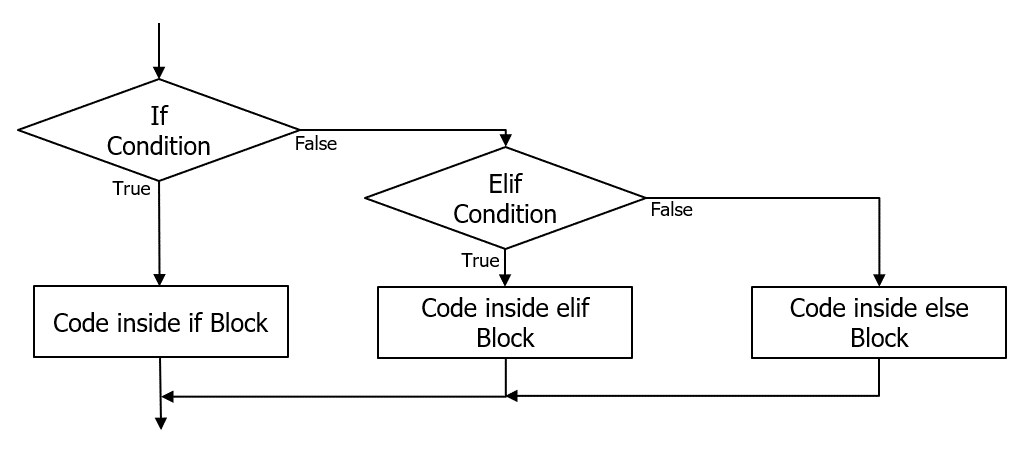 If
Condition
False
True
Elif
Condition
False
True
Code inside if Block
Code inside elif
Block
Code inside else
Block